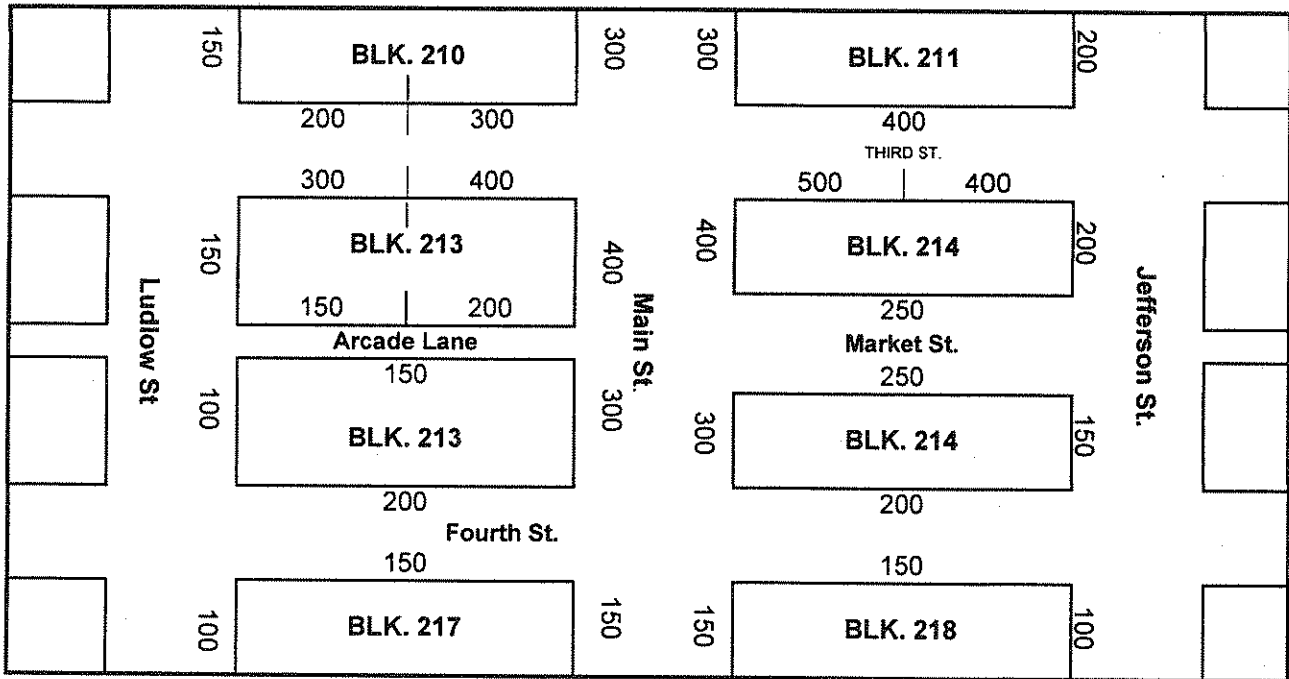 150
BLK. 210
300
300
BLK. 211
200
200
300
400
THIRD ST.
300
400
500
400
150
BLK. 213
400
400
BLK. 214
200
150
200
250
Ludlow St
Arcade Lane
Main St.
Market St.
Jefferson St.
150
250
100
BLK. 213
300
300
BLK. 214
150
200
200
Fourth St.
150
150
100
BLK. 217
150
150
BLK. 218
100